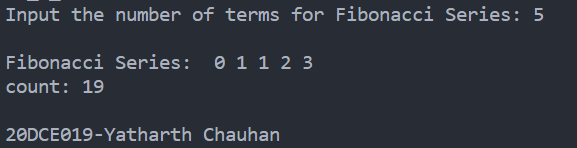 Input the number of terms for Fibonacci Series: 5
Fibonacci Series:  0 1 1 2 3
count: 19
20DCE019-Yatharth Chauhan